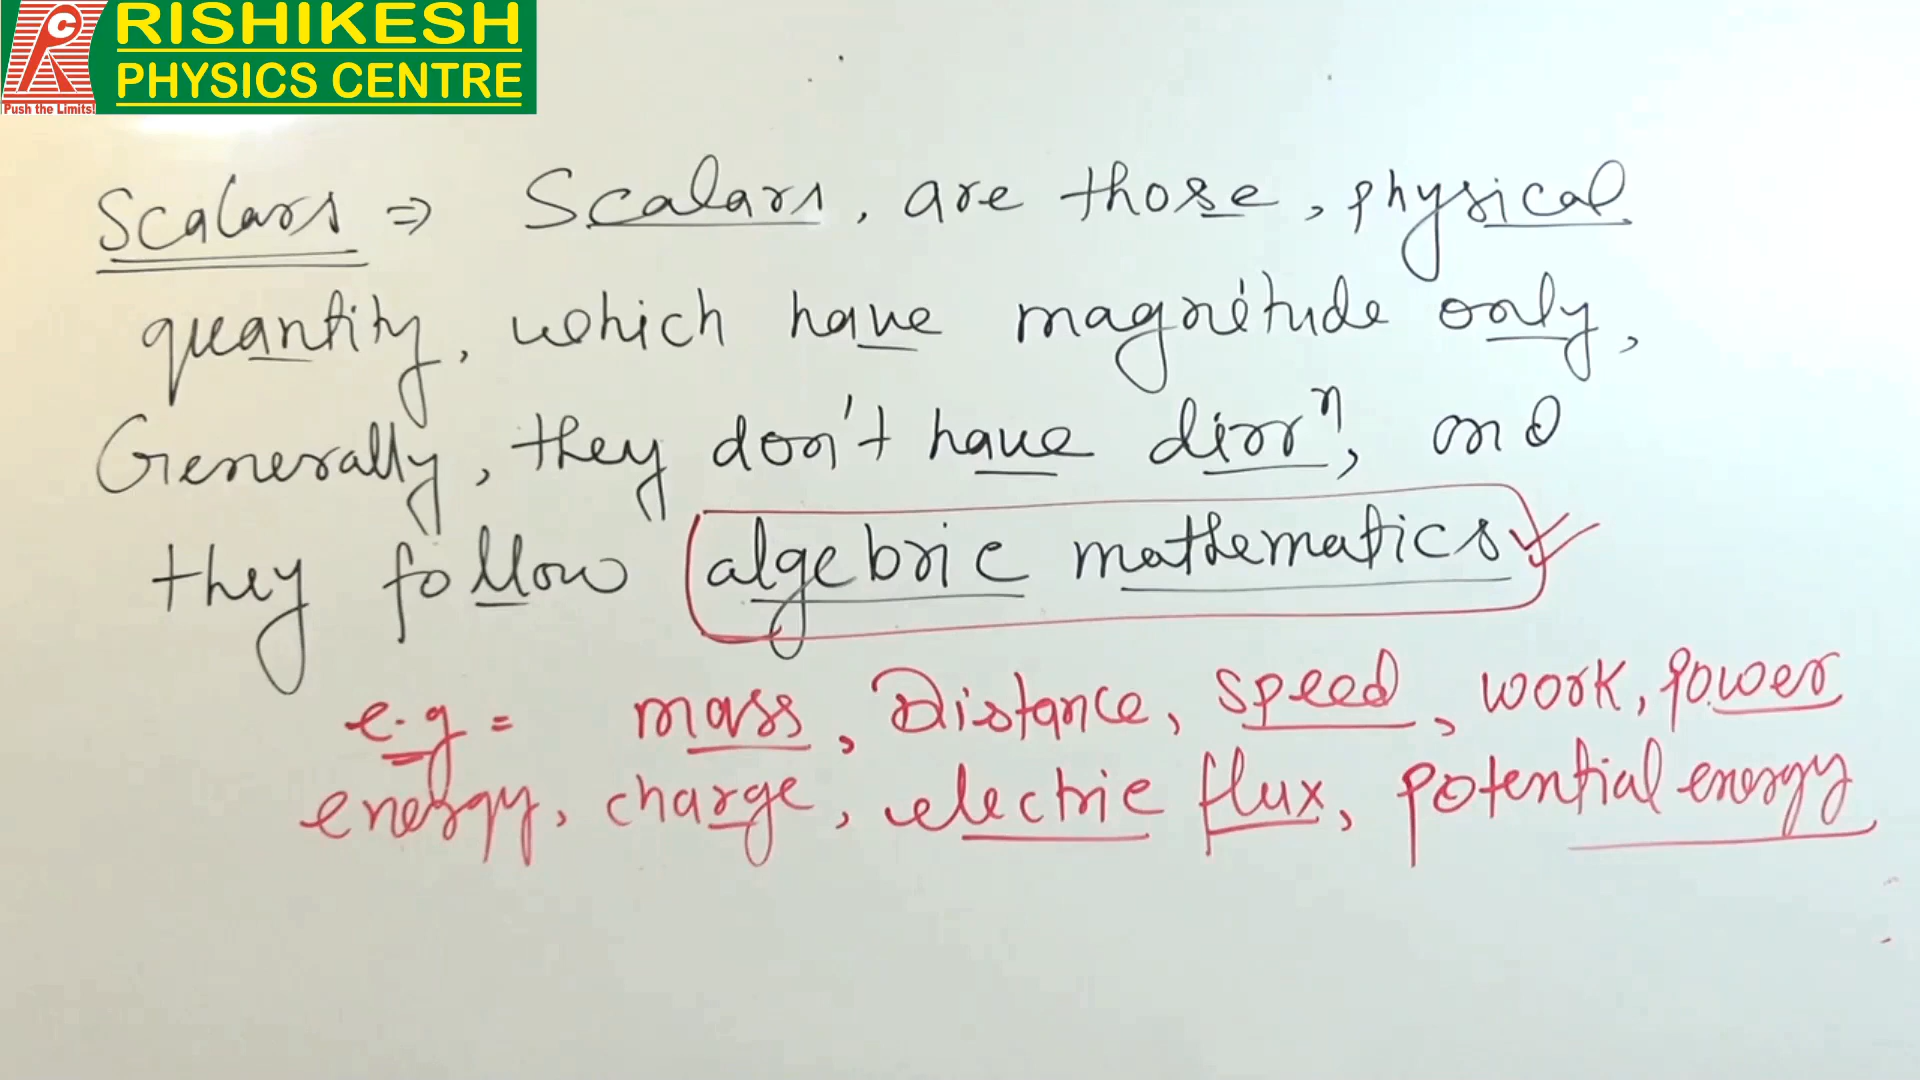 RISHIKESH
PHYSICS CENTRE
Push the Limits!
Scalars ⇒ Scalars, are those, physical
quantity, which have magnitude only,
Generally, they don't have dirrⁿ, and
they follow algebric mathematics
e.g = mass, Distance, speed, work, power
energy, charge, electric flux, potential energy